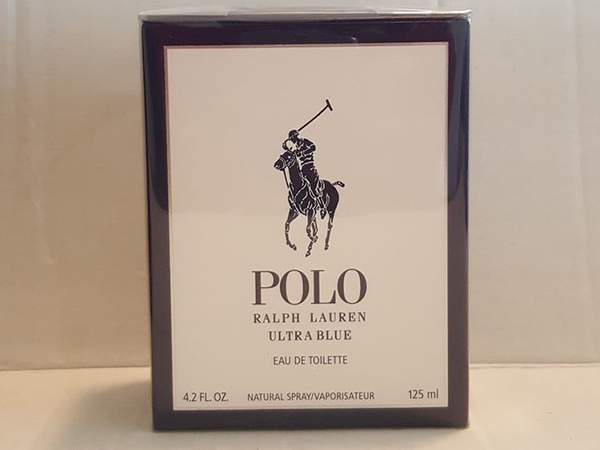 POLO
RALPH LAUREN
ULTRA BLUE
EAU DE TOILETTE
4.2 FL. OZ. NATURAL SPRAY/VAPORISATEUR 125 ml